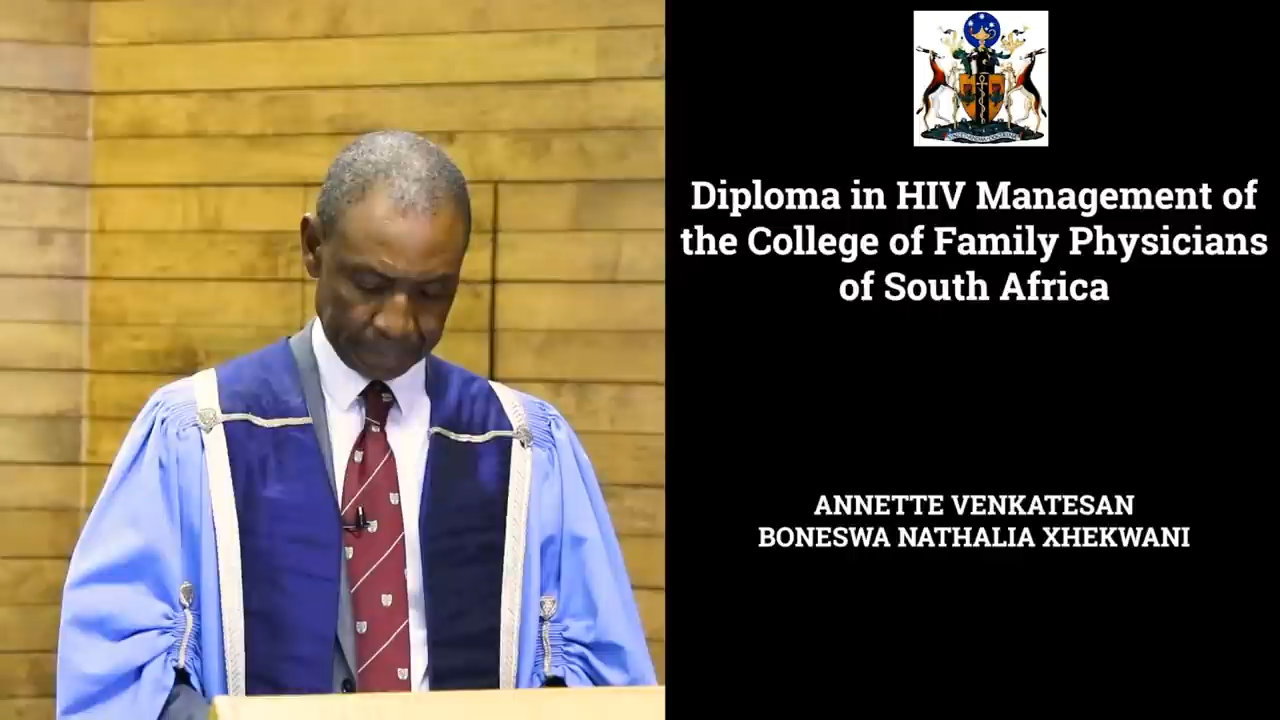 Diploma in HIV Management of
the College of Family Physicians
of South Africa
ANNETTE VENKATESAN
BONESWA NATHALIA XHEKWANI